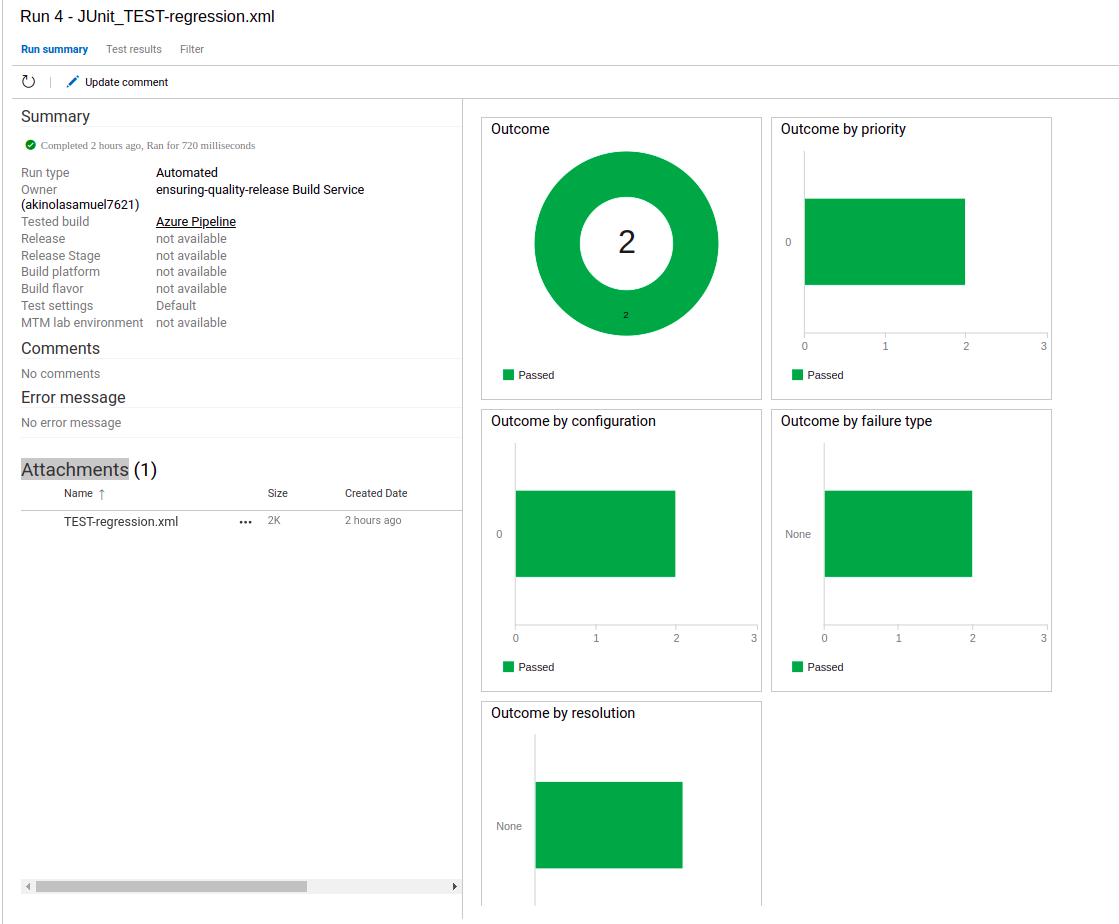 Run 4 - JUnit_TEST-regression.xml
Run summary Test results Filter
Update comment
Summary
Completed 2 hours ago, Ran for 720 milliseconds
Run type Automated
Owner ensuring-quality-release Build Service
(akinolasamuel7621)
Tested build Azure Pipeline
Release not available
Release Stage not available
Build platform not available
Build flavor not available
Test settings Default
MTM lab environment not available
Comments
No comments
Error message
No error message
Attachments (1)
Name ↑ Size Created Date
TEST-regression.xml ••• 2K 2 hours ago
Outcome
2
2
Passed
Outcome by priority
0
0 1 2 3
Passed
Outcome by configuration
0
0 1 2 3
Passed
Outcome by failure type
None
0 1 2 3
Passed
Outcome by resolution
None